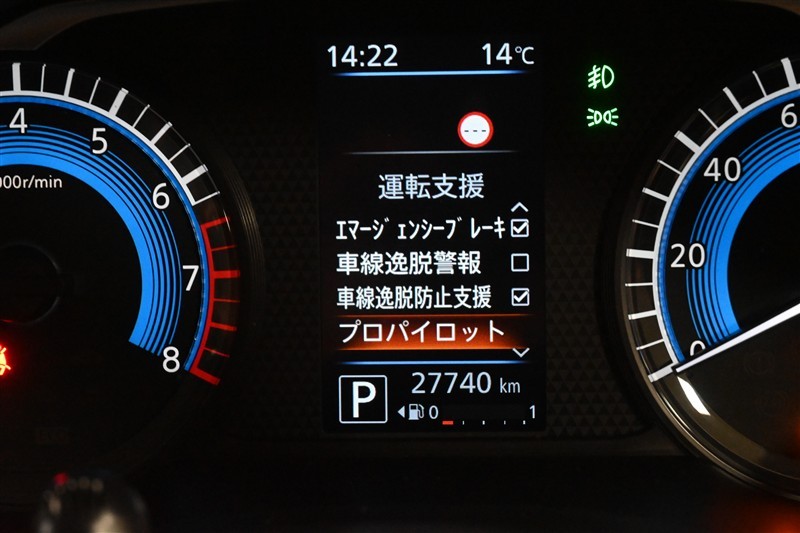 14:22 14℃
運転支援
ｴﾏｰｼﾞｪﾝｼｰﾌﾞﾚｰｷ
車線逸脱警報
車線逸脱防止支援
プロパイロット
P 27740 km
0 1
4
5
6
7
8
000r/min
0
20
40
6